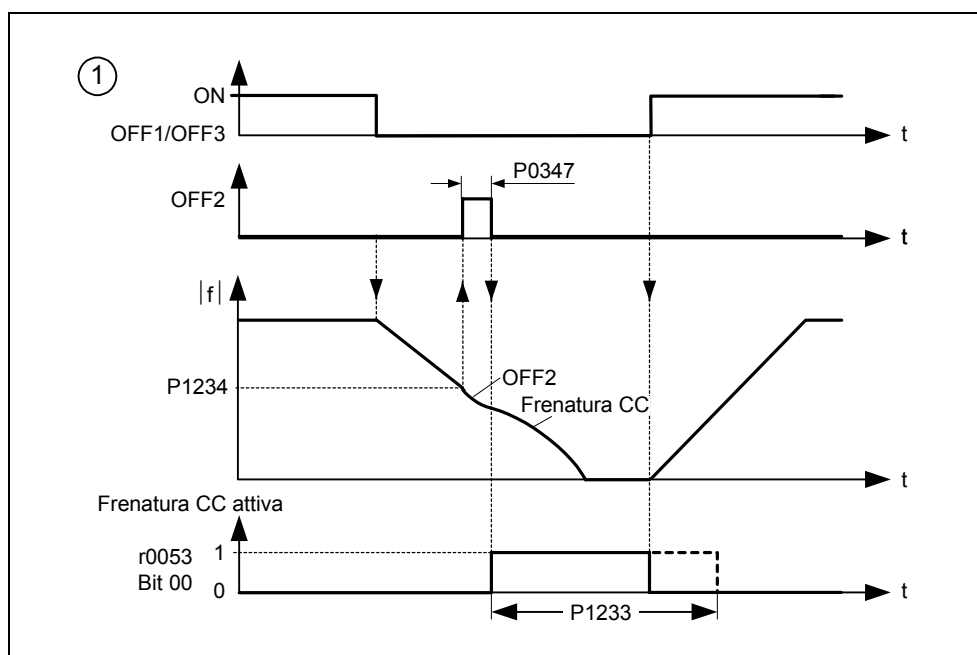 1
ON
OFF1/OFF3
t
P0347
OFF2
t
|f|
P1234
OFF2
Frenatura CC
t
Frenatura CC attiva
r0053 1
Bit 00 0
t
P1233